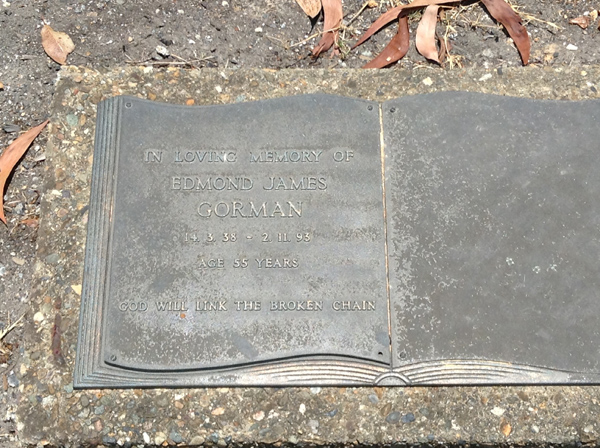 IN LOVING MEMORY OF
EDMOND JAMES
GORMAN
14. 3. 38 - 2. 11. 93
AGE 55 YEARS
GOD WILL LINK THE BROKEN CHAIN